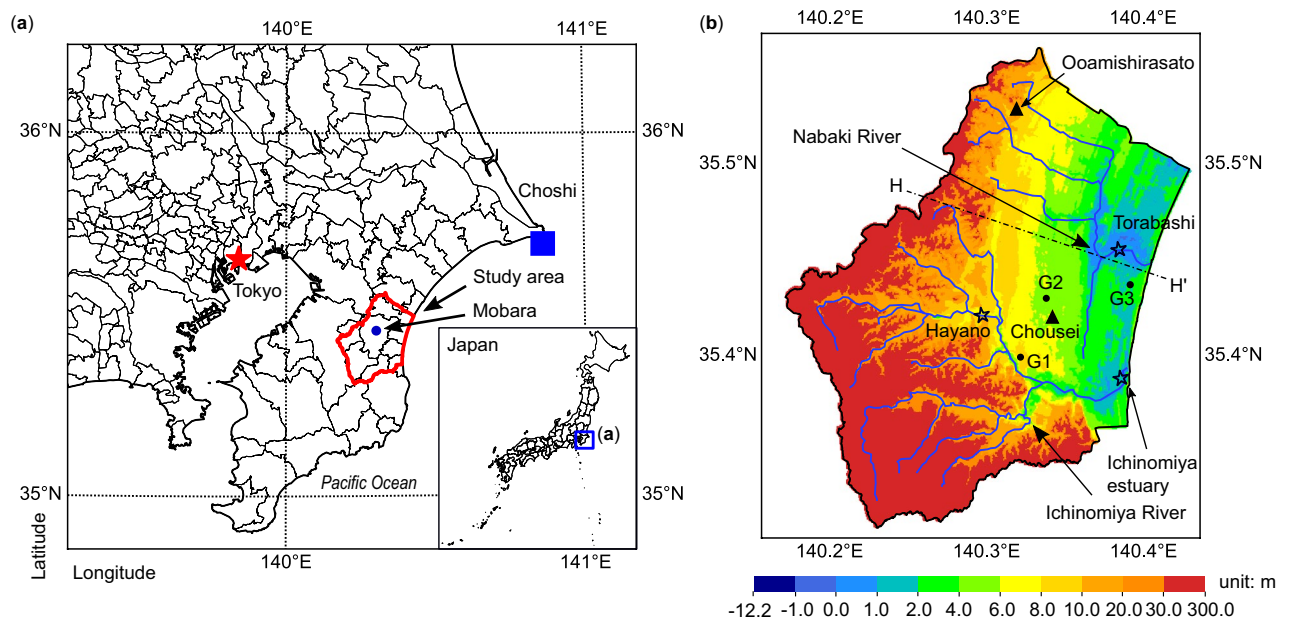 (a)
140°E
141°E
36°N
Choshi
Tokyo
Study area
Mobara
Japan
(a)
Pacific Ocean
35°N
35°N
140°E
141°E
Latitude
Longitude
(b)
140.2°E
140.3°E
140.4°E
Ooamishirasato
Nabaki River
35.5°N
35.5°N
H
Torabashi
G2
G3
H'
Hayano
Chousei
35.4°N
G1
35.4°N
Ichinomiya
estuary
Ichinomiya River
140.2°E
140.3°E
140.4°E
unit: m
-12.2 -1.0 0.0 1.0 2.0 4.0 6.0 8.0 10.0 20.0 30.0 300.0